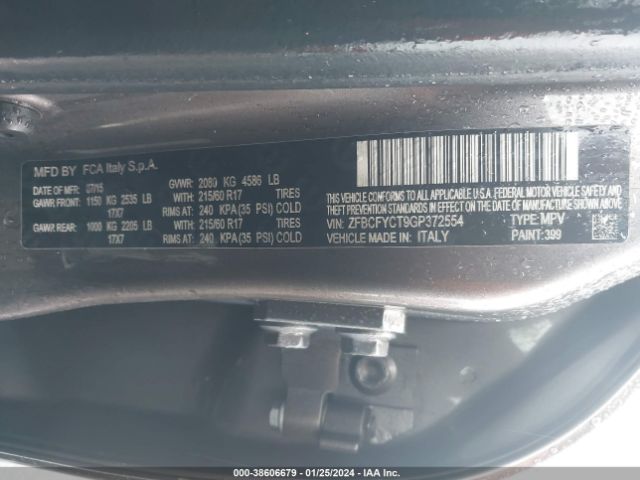 MFD BY FCA Italy S.p.A.
DATE OF MFG: 07/15 GVWR: 2080 KG 4586 LB
GAWR FRONT: 1150 KG 2535 LB WITH: 215/60 R17 TIRES
17X7 RIMS AT: 240 KPA (35 PSI) COLD
GAWR REAR: 1000 KG 2205 LB WITH: 215/60 R17 TIRES
17X7 RIMS AT: 240 KPA (35 PSI) COLD
THIS VEHICLE CONFORMS TO ALL APPLICABLE U.S.A. FEDERAL MOTOR VEHICLE SAFETY
AND THEFT PREVENTION STANDARDS IN EFFECT ON THE DATE OF MANUFACTURE SHOWN ABOVE.
VIN: ZFBCFYCT9GP372554 TYPE: MPV
VEHICLE MADE IN: ITALY PAINT: 399
000-38606679 - 01/25/2024 - IAA Inc.